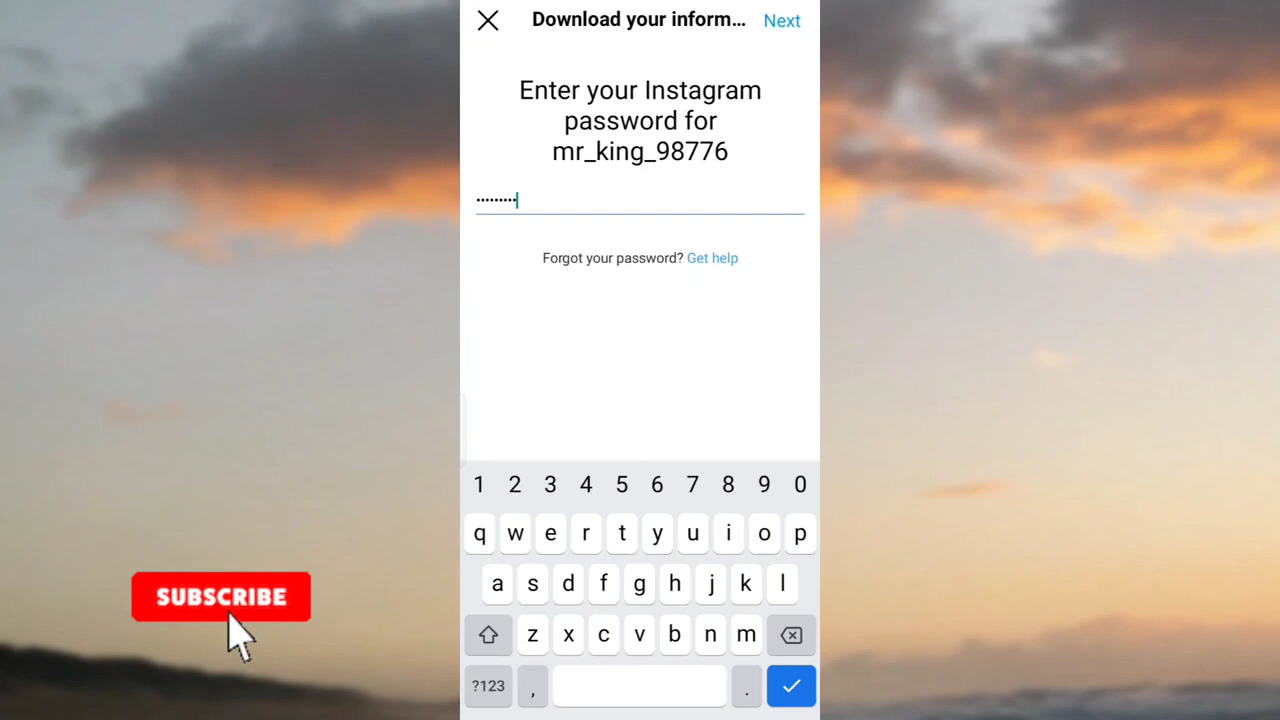 Download your inform... Next
Enter your Instagram
password for
mr_king_98776
•••••••••
Forgot your password? Get help
1 2 3 4 5 6 7 8 9 0
q w e r t y u i o p
a s d f g h j k l
SUBSCRIBE
z x c v b n m
?123 , .